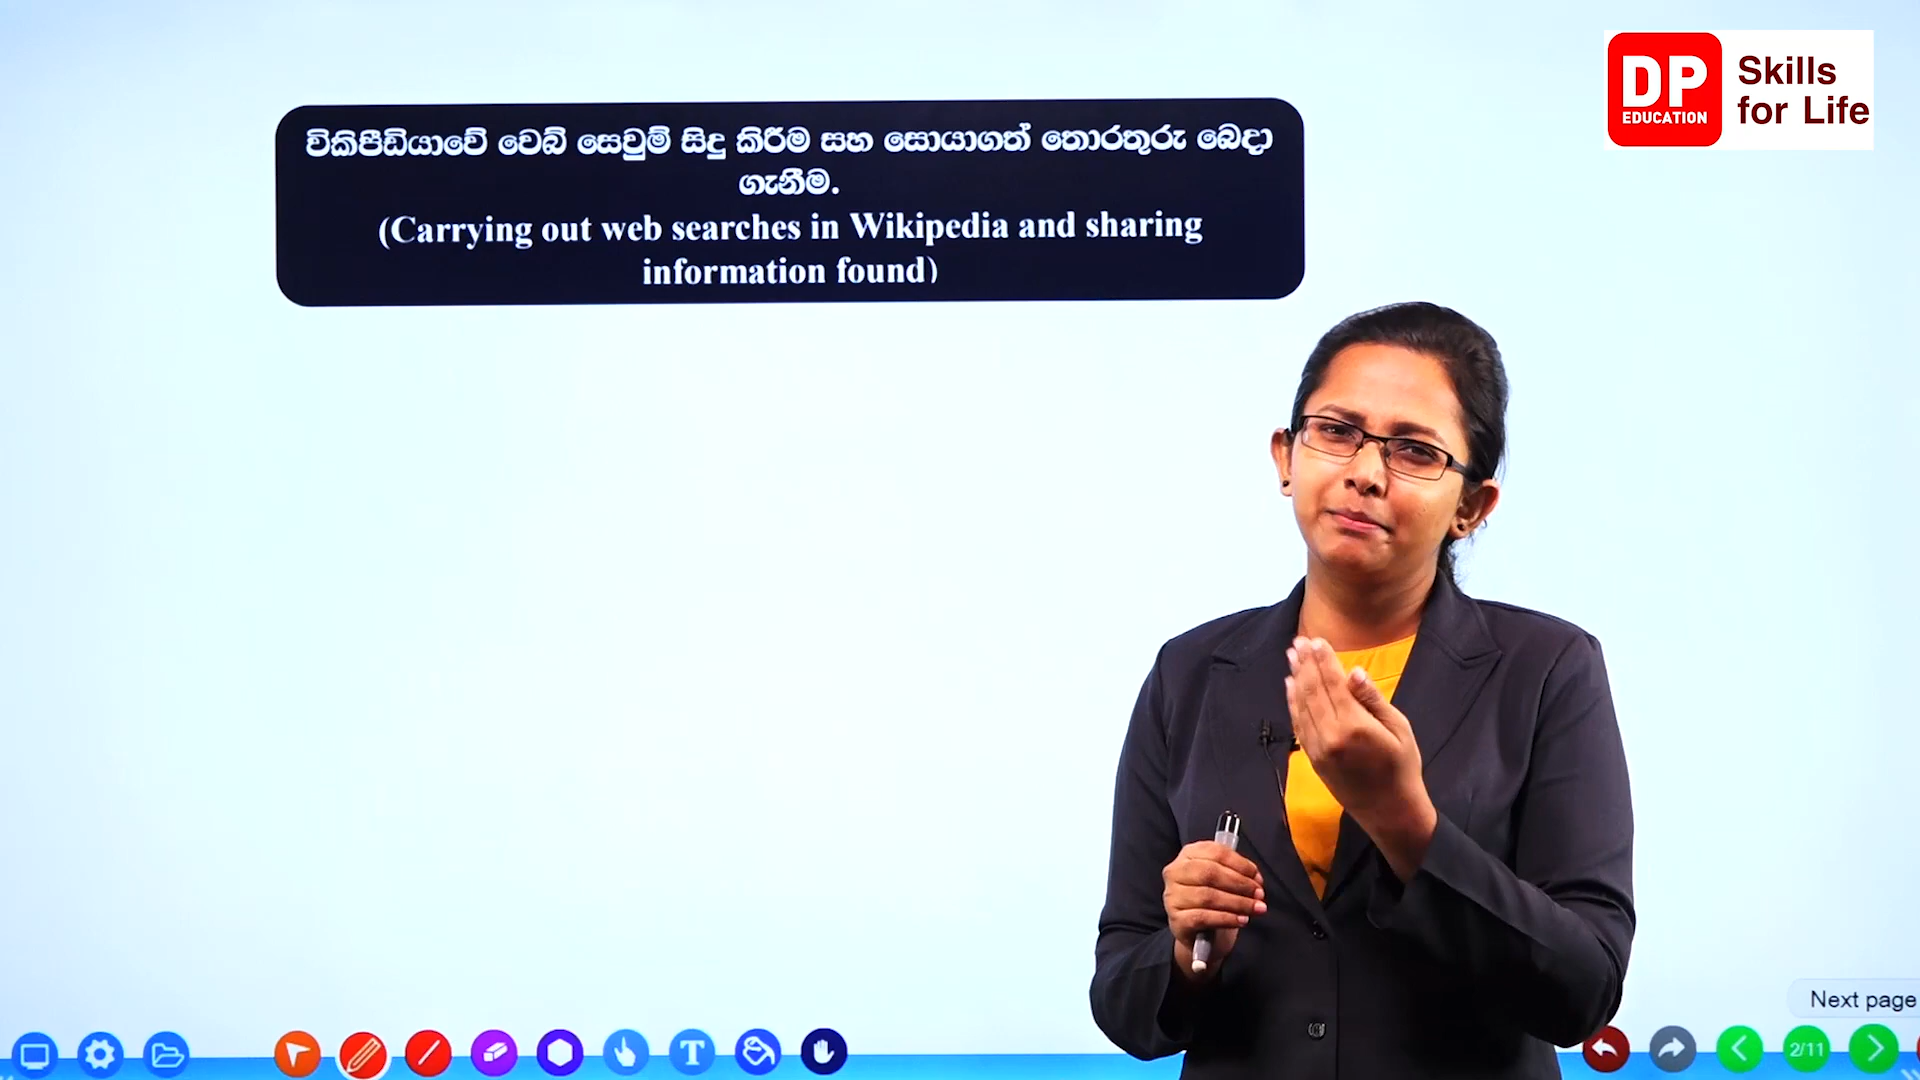 DP
EDUCATION
Skills
for Life
විකිපීඩියාවේ වෙබ් සෙවුම් සිදු කිරීම සහ සොයාගත් තොරතුරු බෙදා
ගැනීම.
(Carrying out web searches in Wikipedia and sharing
information found)
Next page
T
2/11